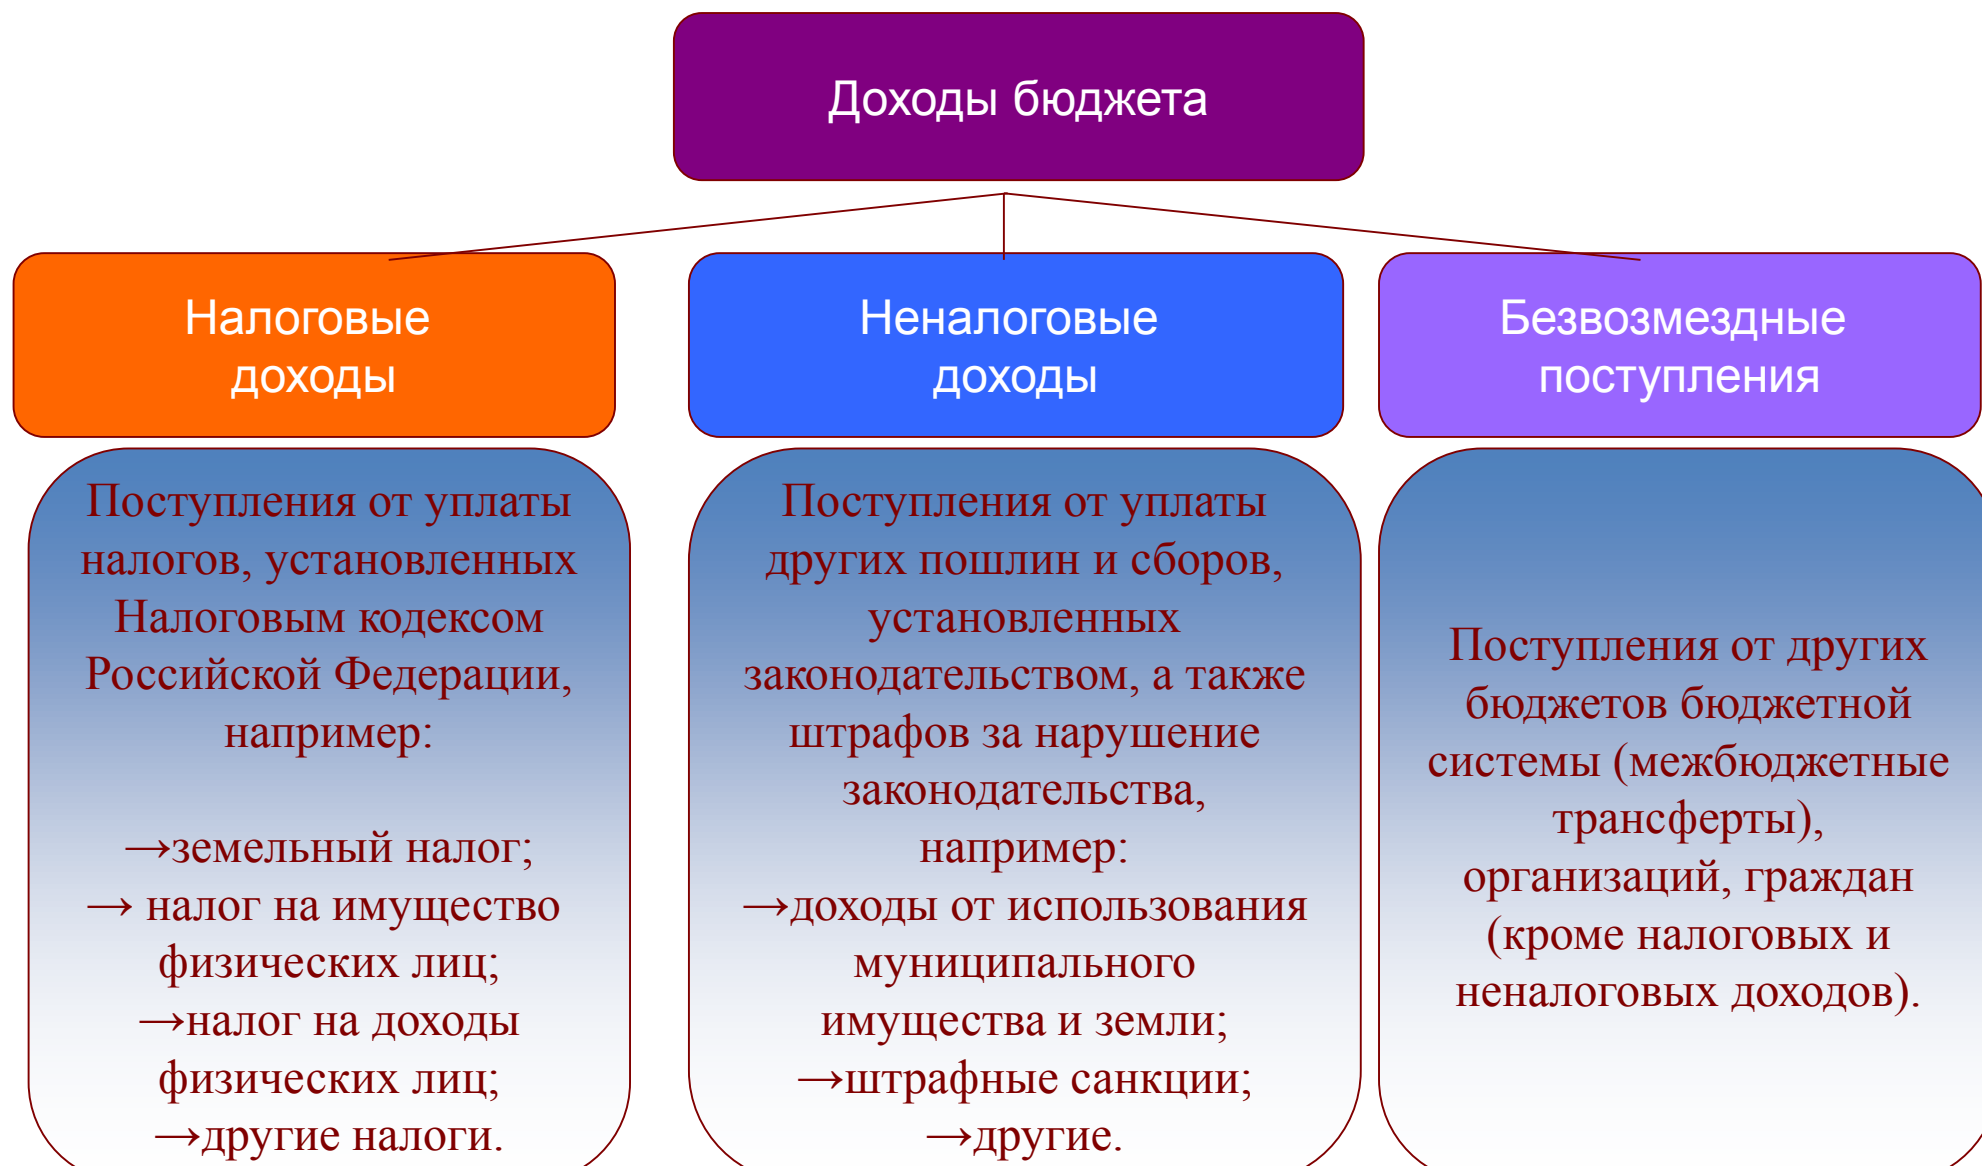 Доходы бюджета
Налоговые
доходы
Неналоговые
доходы
Безвозмездные
поступления
Поступления от уплаты
налогов, установленных
Налоговым кодексом
Российской Федерации,
например:
→земельный налог;
→ налог на имущество
физических лиц;
→налог на доходы
физических лиц;
→другие налоги.
Поступления от уплаты
других пошлин и сборов,
установленных
законодательством, а также
штрафов за нарушение
законодательства,
например:
→доходы от использования
муниципального
имущества и земли;
→штрафные санкции;
→другие.
Поступления от других
бюджетов бюджетной
системы (межбюджетные
трансферты),
организаций, граждан
(кроме налоговых и
неналоговых доходов).